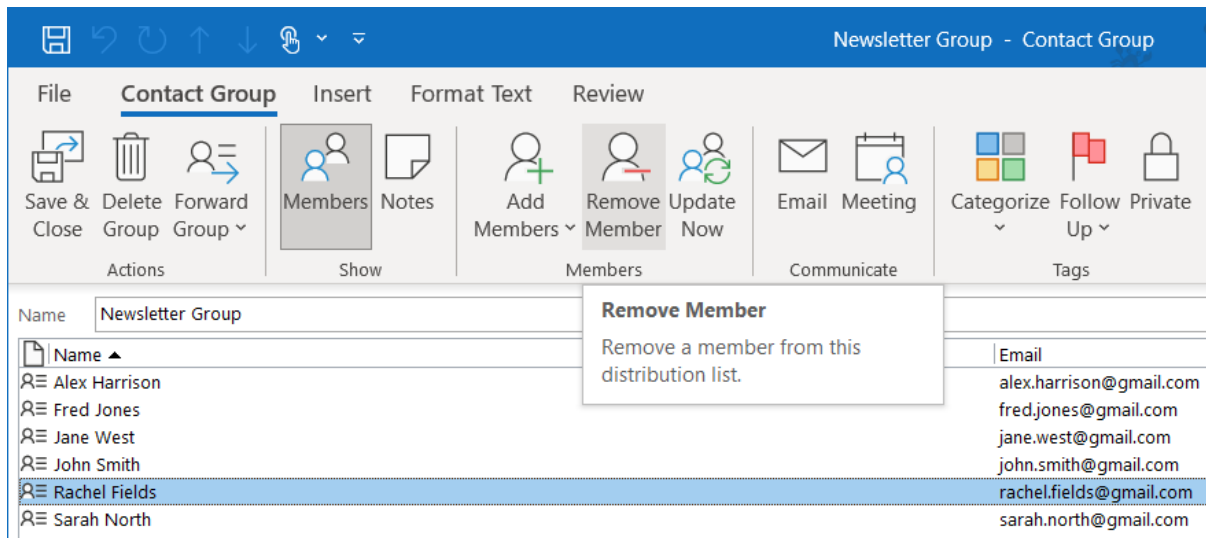 Newsletter Group - Contact Group
File Contact Group Insert Format Text Review
Save & Close
Delete Group
Forward Group
Members
Notes
Add Members
Remove Member
Update Now
Email
Meeting
Categorize
Follow Up
Private
Actions Show Members Communicate Tags
Name Newsletter Group
Remove Member
Remove a member from this
distribution list.
Name Email
Alex Harrison alex.harrison@gmail.com
Fred Jones fred.jones@gmail.com
Jane West jane.west@gmail.com
John Smith john.smith@gmail.com
Rachel Fields rachel.fields@gmail.com
Sarah North sarah.north@gmail.com